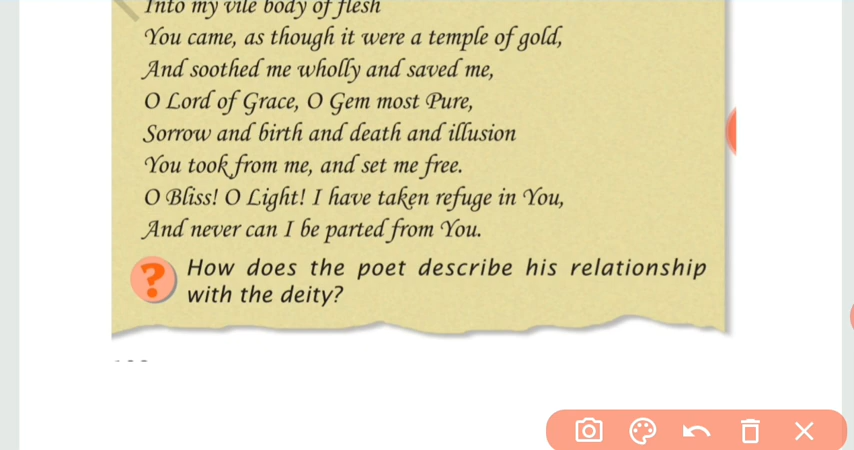 Into my vile body of flesh
You came, as though it were a temple of gold,
And soothed me wholly and saved me,
O Lord of Grace, O Gem most Pure,
Sorrow and birth and death and illusion
You took from me, and set me free.
O Bliss! O Light! I have taken refuge in You,
And never can I be parted from You.
? How does the poet describe his relationship
with the deity?